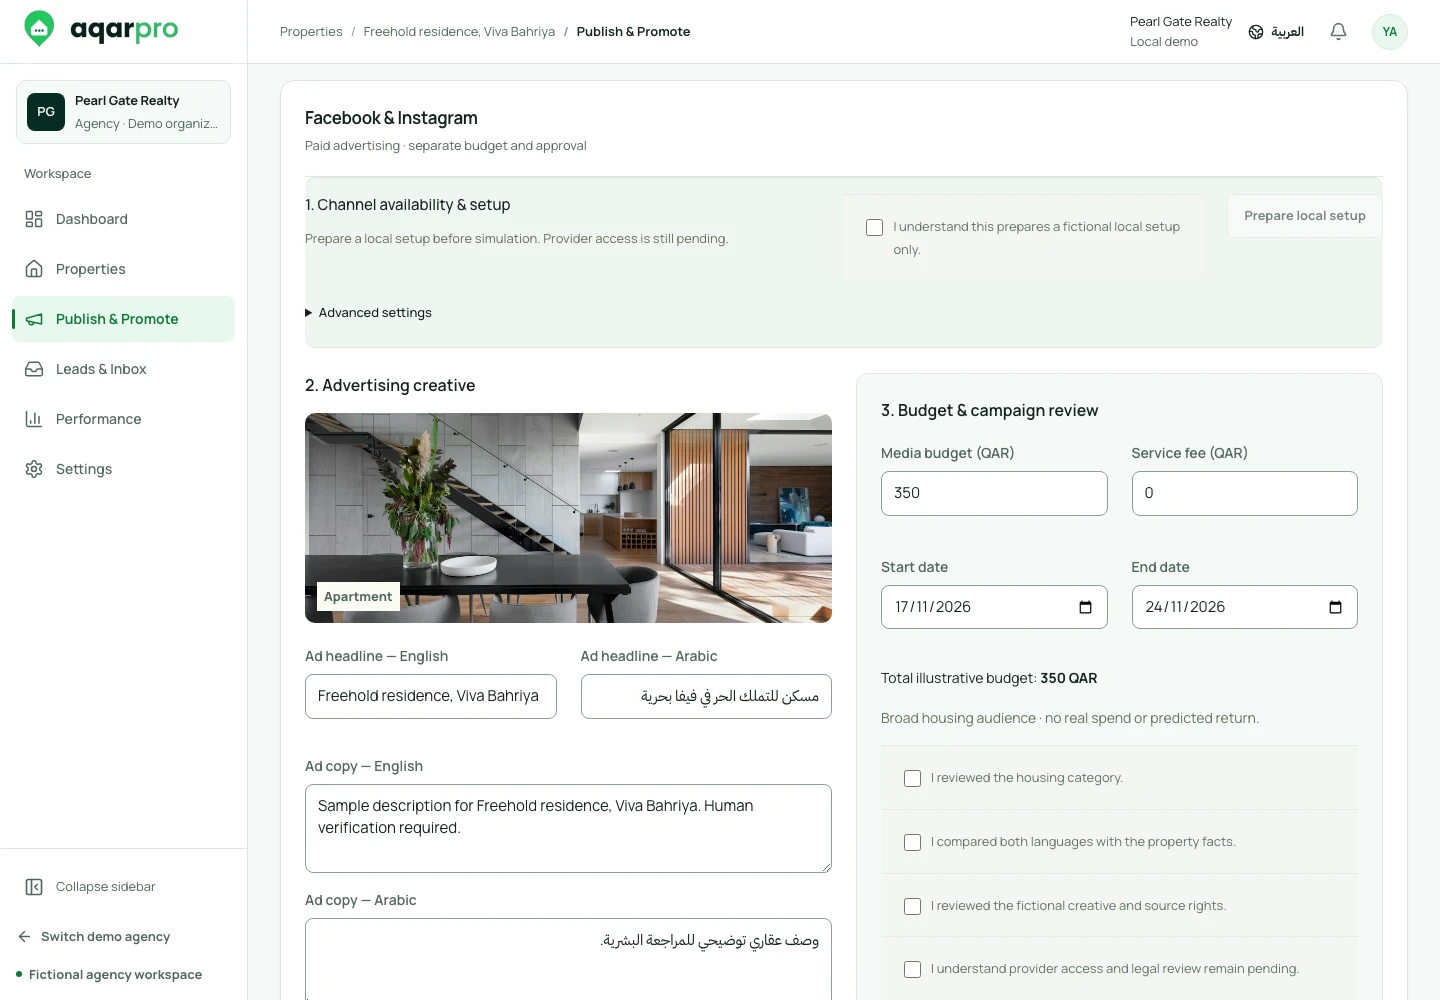 aqarpro
Properties / Freehold residence, Viva Bahriya / Publish & Promote
Pearl Gate Realty
Local demo
العربية
YA
PG
Pearl Gate Realty
Agency · Demo organiz...
Workspace
Dashboard
Properties
Publish & Promote
Leads & Inbox
Performance
Settings
Collapse sidebar
Switch demo agency
Fictional agency workspace
Facebook & Instagram
Paid advertising · separate budget and approval
1. Channel availability & setup
Prepare a local setup before simulation. Provider access is still pending.
I understand this prepares a fictional local setup
only.
Prepare local setup
Advanced settings
2. Advertising creative
Apartment
Ad headline — English
Freehold residence, Viva Bahriya
Ad headline — Arabic
مسكن للتملك الحر في فيفا بحرية
Ad copy — English
Sample description for Freehold residence, Viva Bahriya. Human
verification required.
Ad copy — Arabic
وصف عقاري توضيحي للمراجعة البشرية.
3. Budget & campaign review
Media budget (QAR)
350
Service fee (QAR)
0
Start date
17/11/2026
End date
24/11/2026
Total illustrative budget: 350 QAR
Broad housing audience · no real spend or predicted return.
I reviewed the housing category.
I compared both languages with the property facts.
I reviewed the fictional creative and source rights.
I understand provider access and legal review remain pending.